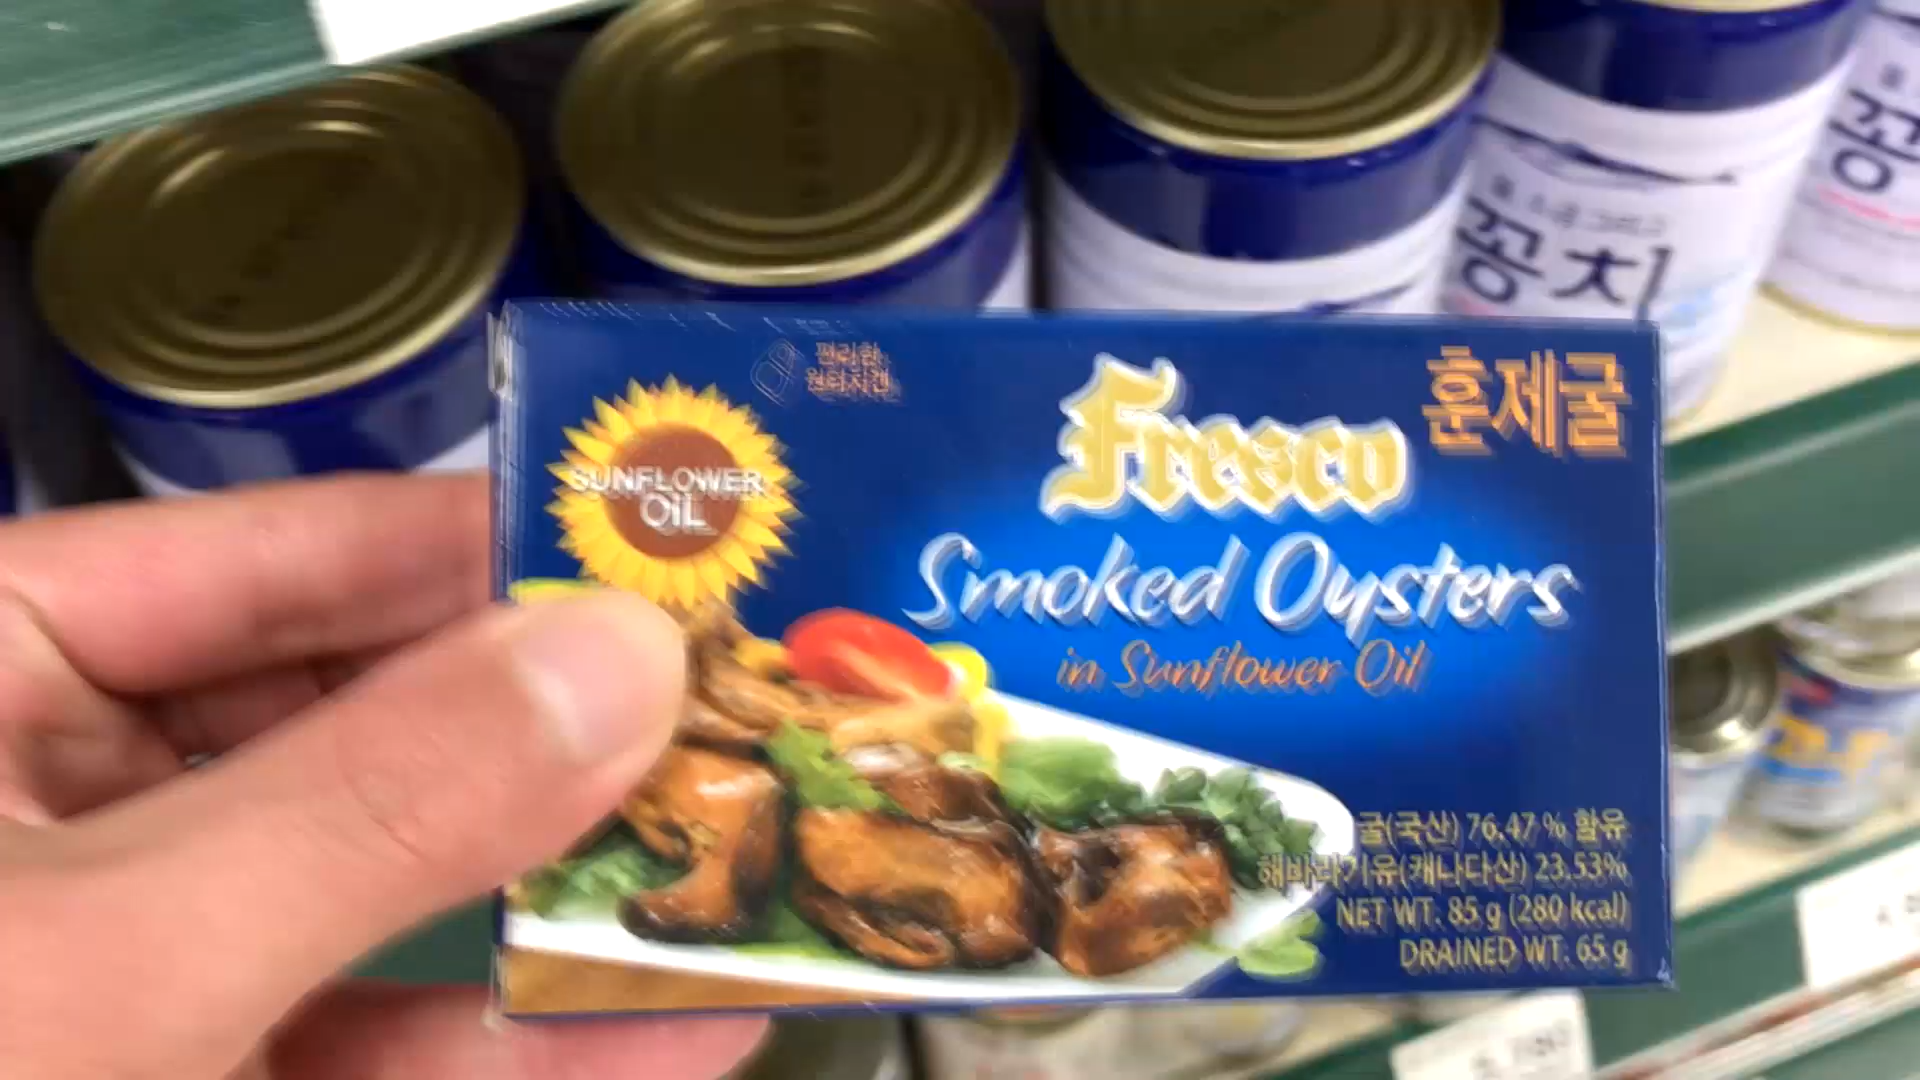 꽁치
꽁
편리한
원터치캔
SUNFLOWER
OIL
Fresco
훈제굴
Smoked Oysters
in Sunflower Oil
굴(국산) 76.47 % 함유
해바라기유(캐나다산) 23.53%
NET WT. 85 g (280 kcal)
DRAINED WT. 65 g